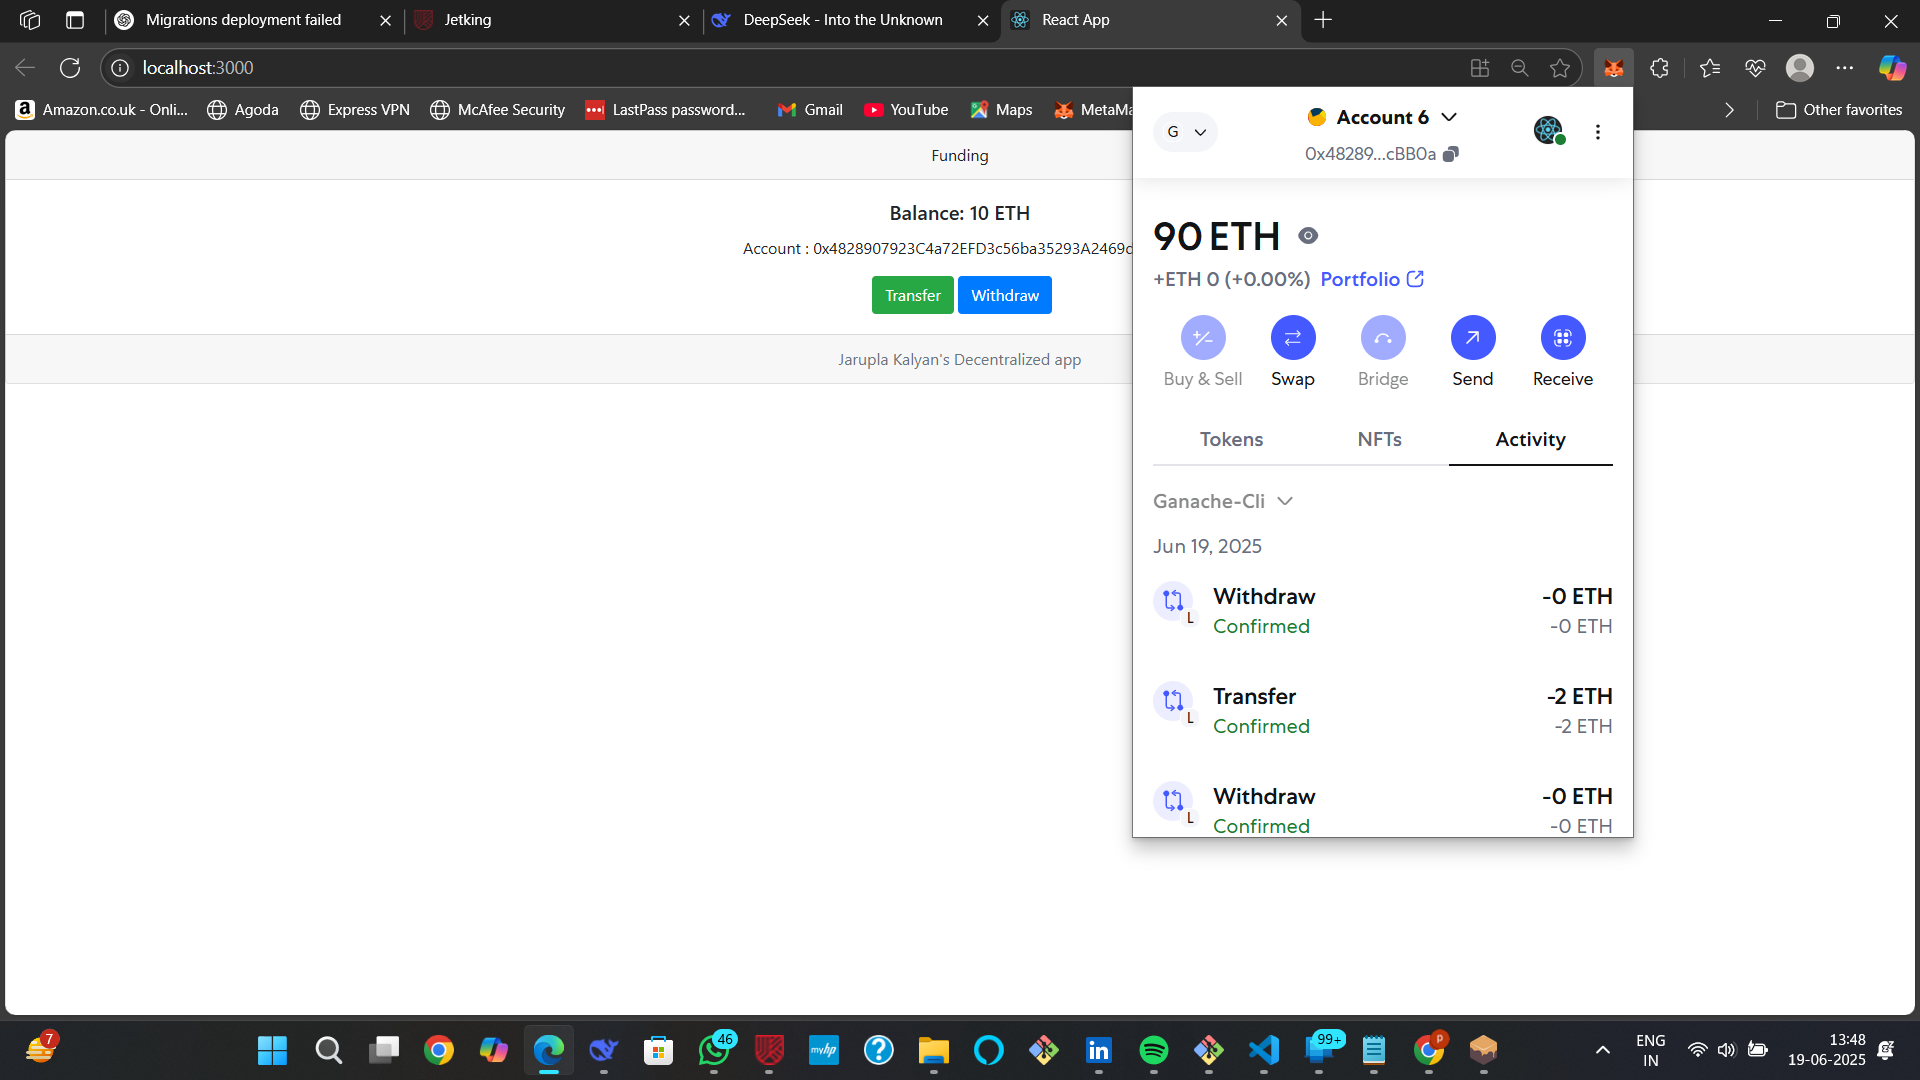 Migrations deployment failed
Jetking
DeepSeek - Into the Unknown
React App
localhost:3000
Amazon.co.uk - Onli...
Agoda
Express VPN
McAfee Security
LastPass password...
Gmail
YouTube
Maps
MetaMa
Other favorites
Funding
Balance: 10 ETH
Account : 0x4828907923C4a72EFD3c56ba35293A2469
Transfer
Withdraw
Jarupla Kalyan's Decentralized app
G
Account 6
0x48289...cBB0a
90 ETH
+ETH 0 (+0.00%)
Portfolio
Buy & Sell
Swap
Bridge
Send
Receive
Tokens
NFTs
Activity
Ganache-Cli
Jun 19, 2025
L
Withdraw
-0 ETH
Confirmed
-0 ETH
L
Transfer
-2 ETH
Confirmed
-2 ETH
L
Withdraw
-0 ETH
Confirmed
-0 ETH
7
46
myhp
99+
P
ENG
IN
13:48
19-06-2025